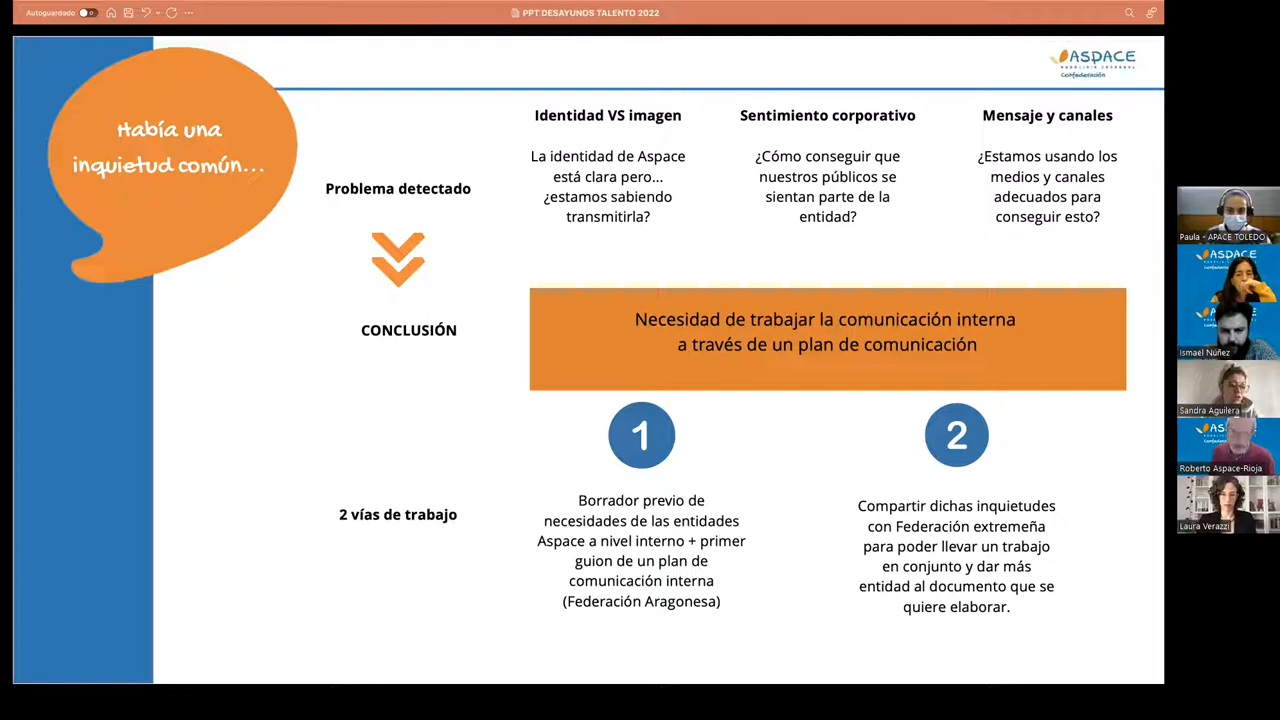 Autoguardado
PPT DESAYUNOS TALENTO 2022
Había una
inquietud común...
ASPACE
PARÁLISIS CEREBRAL
Confederación
Identidad VS imagen
Sentimiento corporativo
Mensaje y canales
Problema detectado
La identidad de Aspace
está clara pero...
¿estamos sabiendo
transmitirla?
¿Cómo conseguir que
nuestros públicos se
sientan parte de la
entidad?
¿Estamos usando los
medios y canales
adecuados para
conseguir esto?
CONCLUSIÓN
Necesidad de trabajar la comunicación interna
a través de un plan de comunicación
1
2
2 vías de trabajo
Borrador previo de
necesidades de las entidades
Aspace a nivel interno + primer
guion de un plan de
comunicación interna
(Federación Aragonesa)
Compartir dichas inquietudes
con Federación extremeña
para poder llevar un trabajo
en conjunto y dar más
entidad al documento que se
quiere elaborar.
Paula - APACE TOLEDO
ASPACE
Confederación
Ismael Núñez
Sandra Aguilera
Roberto Aspace-Rioja
Laura Verazzi